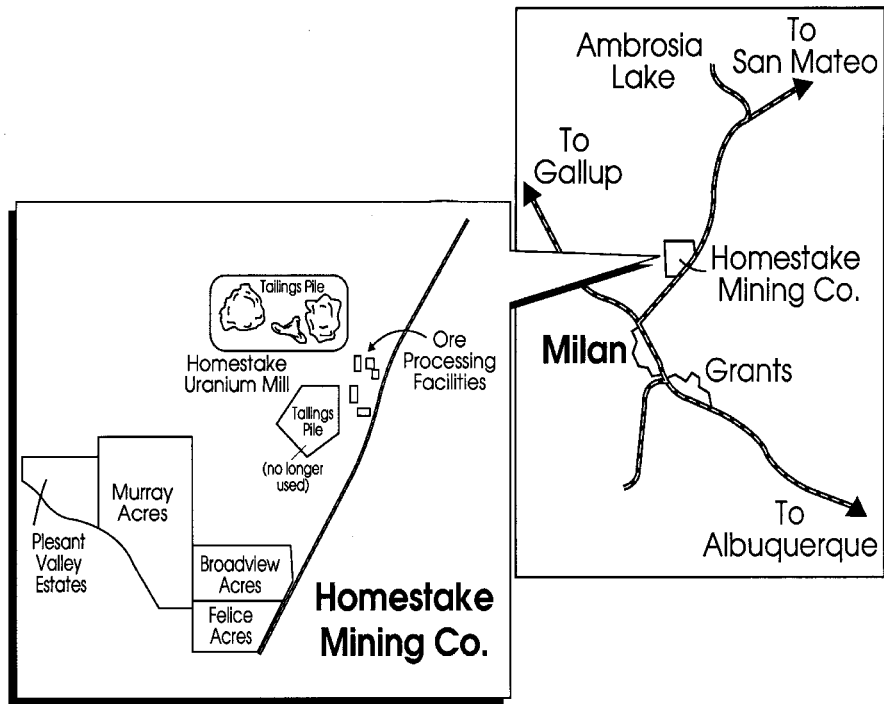 Ambrosia
Lake
To
San Mateo
To
Gallup
Homestake
Mining Co.
Milan
Grants
To
Albuquerque
Tailings Pile
Homestake
Uranium Mill
Ore
Processing
Facilities
Tailings
Pile
(no longer
used)
Murray
Acres
Plesant
Valley
Estates
Broadview
Acres
Felice
Acres
Homestake
Mining Co.